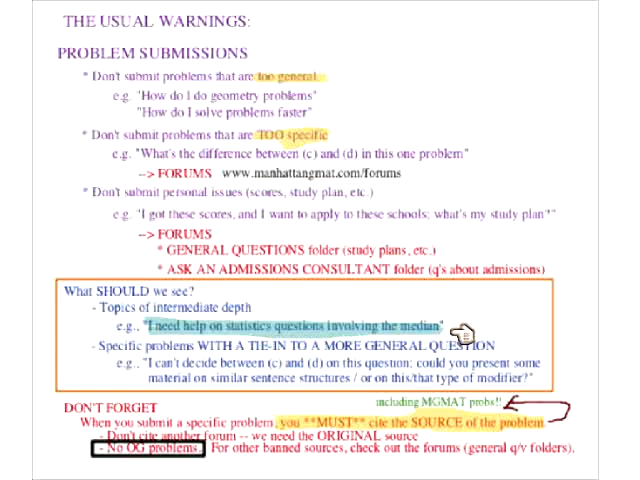 THE USUAL WARNINGS:
PROBLEM SUBMISSIONS
* Don't submit problems that are too general.
e.g. "How do I do geometry problems"
"How do I solve problems faster"
* Don't submit problems that are TOO specific
e.g. "What's the difference between (c) and (d) in this one problem"
--> FORUMS www.manhattangmat.com/forums
* Don't submit personal issues (scores, study plan, etc.)
e.g. "I got these scores, and I want to apply to these schools; what's my study plan?"
--> FORUMS
* GENERAL QUESTIONS folder (study plans, etc.)
* ASK AN ADMISSIONS CONSULTANT folder (q's about admissions)
What SHOULD we see?
- Topics of intermediate depth
e.g., "I need help on statistics questions involving the median"
- Specific problems WITH A TIE-IN TO A MORE GENERAL QUESTION
e.g., "I can't decide between (c) and (d) on this question; could you present some
material on similar sentence structures / or on this/that type of modifier?"
including MGMAT probs!!
DON'T FORGET
When you submit a specific problem, you **MUST** cite the SOURCE of the problem
- Don't cite another forum -- we need the ORIGINAL source
- No OG problems. For other banned sources, check out the forums (general q/v folders).